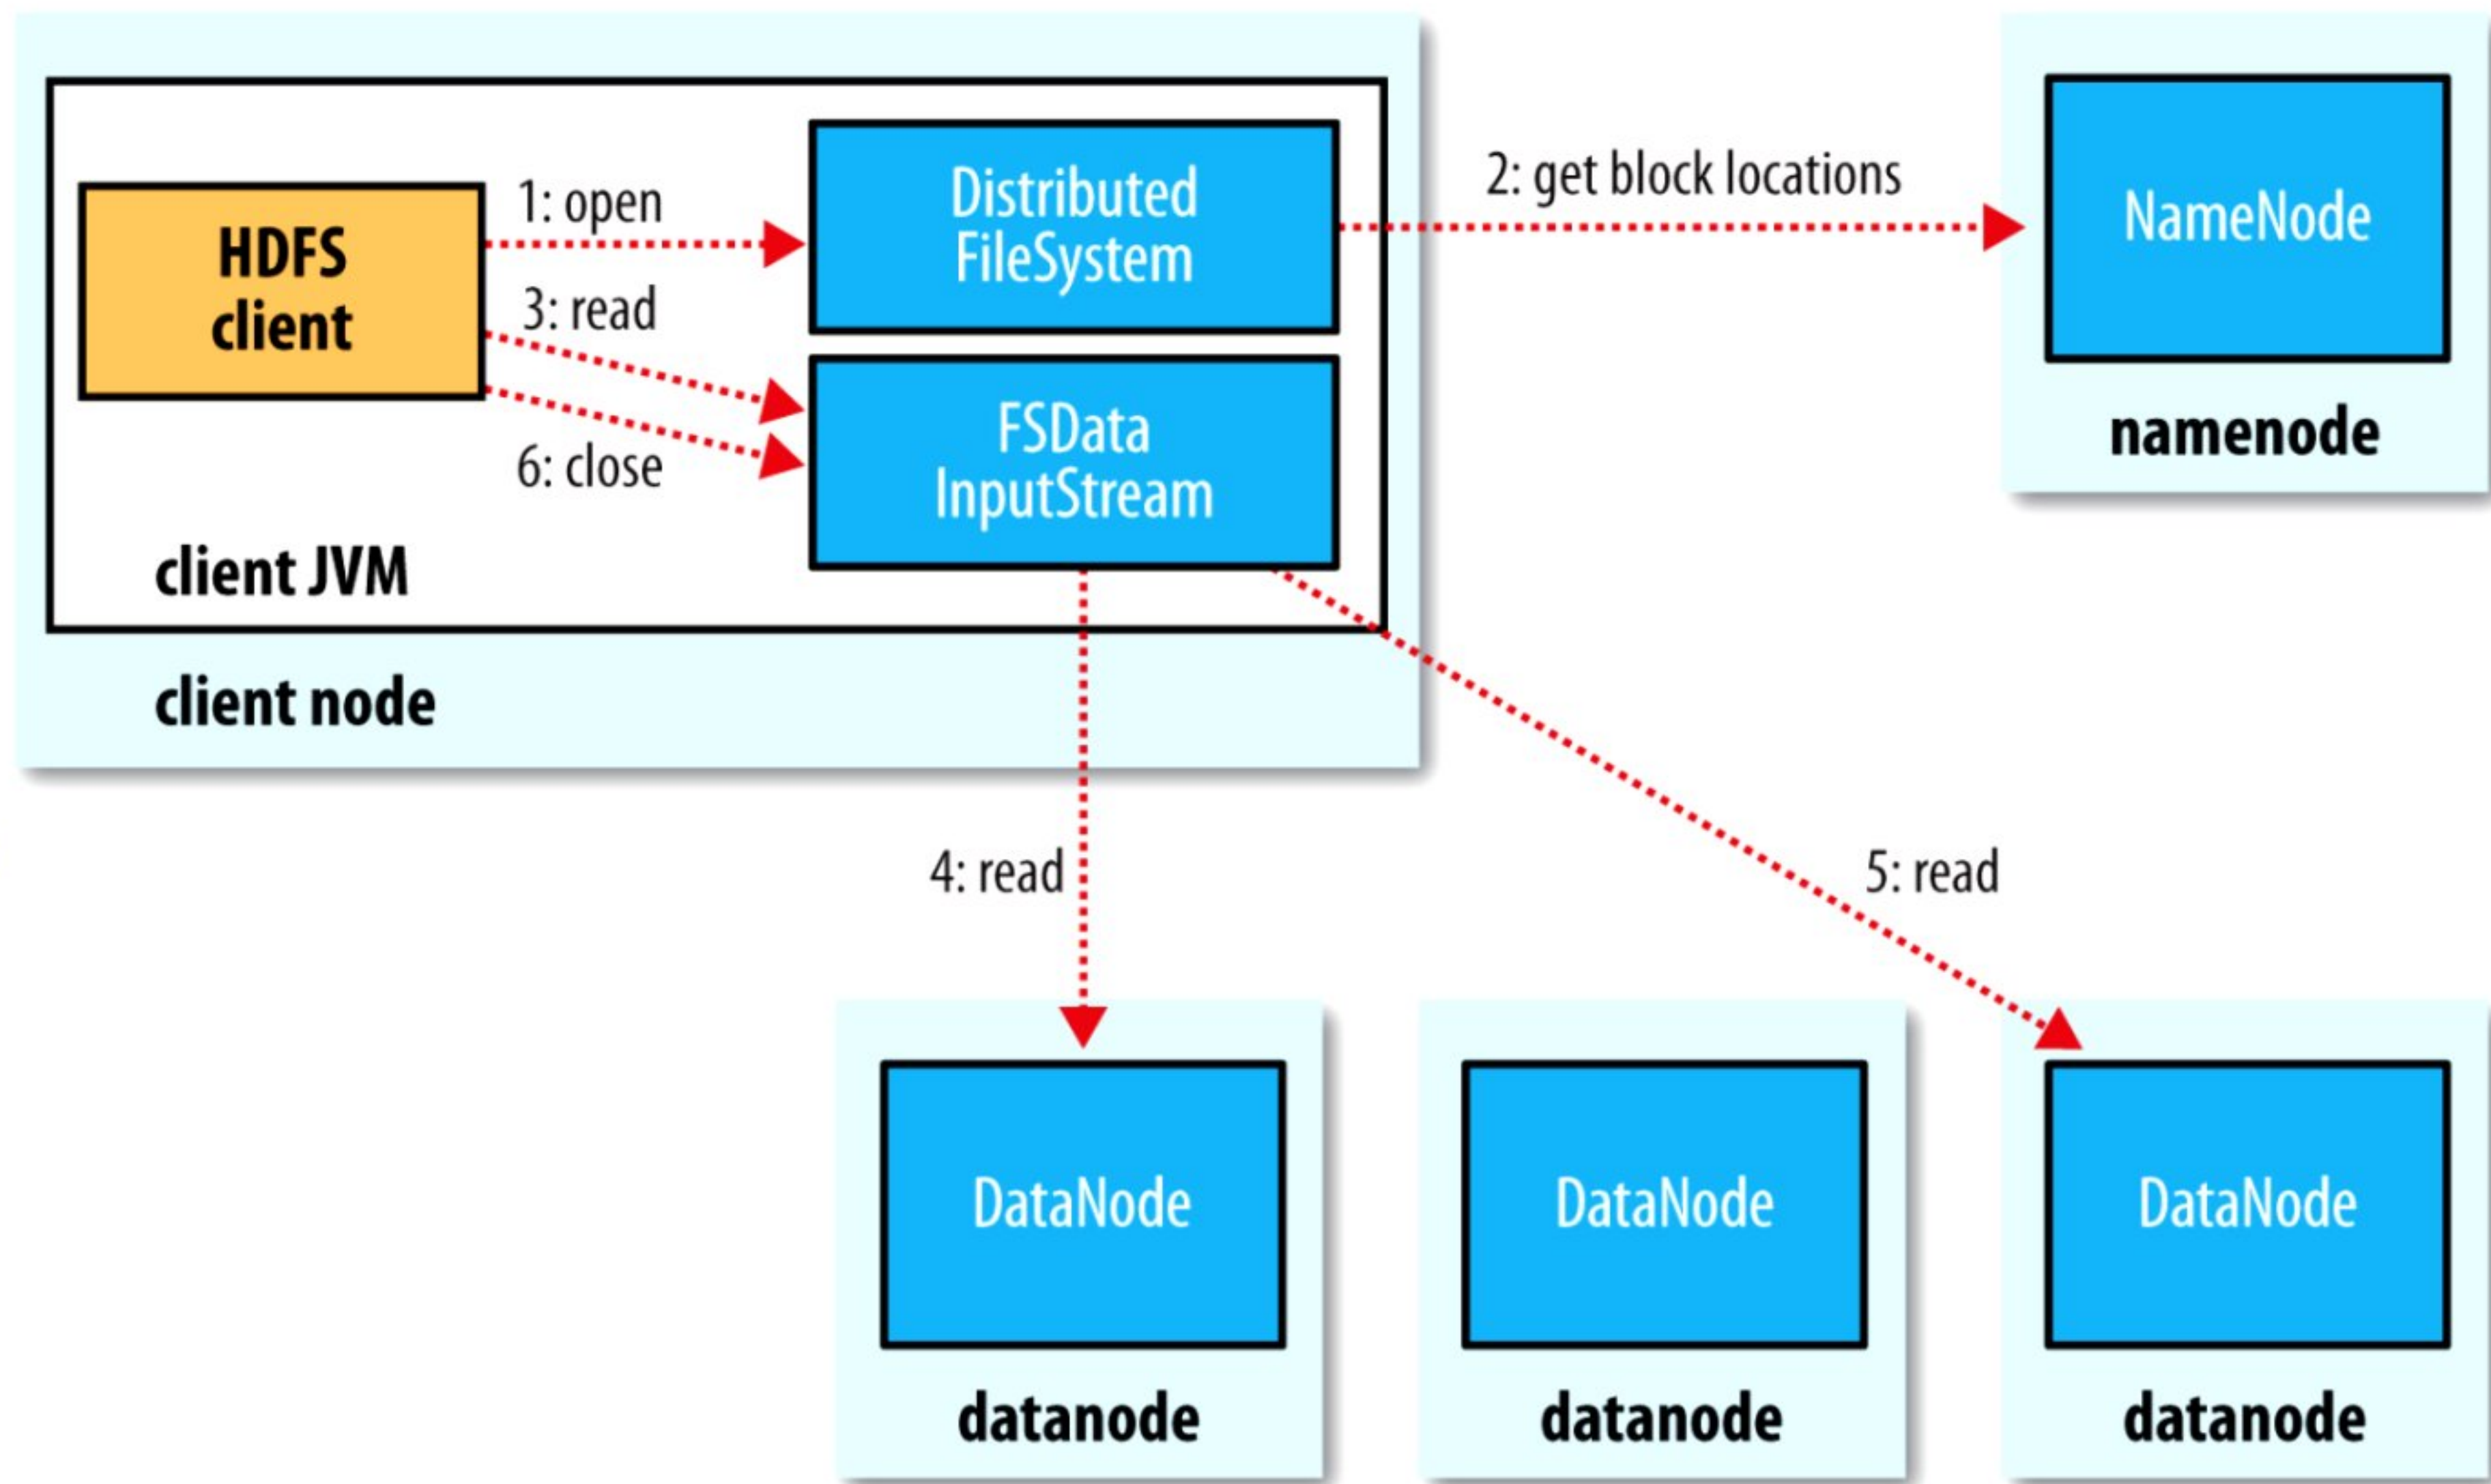 HDFS
client
1: open
3: read
6: close
Distributed
FileSystem
FSData
InputStream
client JVM
client node
2: get block locations
NameNode
namenode
4: read
5: read
DataNode
datanode
DataNode
datanode
DataNode
datanode